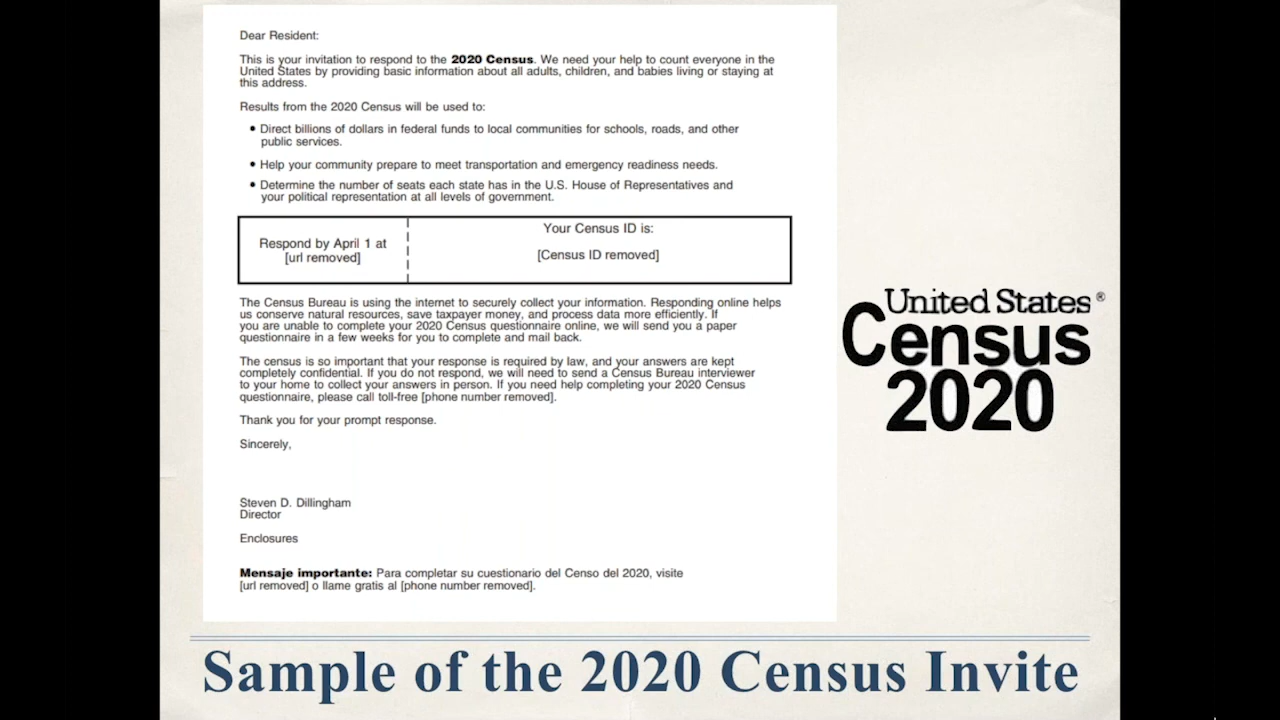 Dear Resident:
This is your invitation to respond to the 2020 Census. We need your help to count everyone in the
United States by providing basic information about all adults, children, and babies living or staying at
this address.
Results from the 2020 Census will be used to:
• Direct billions of dollars in federal funds to local communities for schools, roads, and other
public services.
• Help your community prepare to meet transportation and emergency readiness needs.
• Determine the number of seats each state has in the U.S. House of Representatives and
your political representation at all levels of government.
Respond by April 1 at
[url removed]
Your Census ID is:
[Census ID removed]
The Census Bureau is using the internet to securely collect your information. Responding online helps
us conserve natural resources, save taxpayer money, and process data more efficiently. If
you are unable to complete your 2020 Census questionnaire online, we will send you a paper
questionnaire in a few weeks for you to complete and mail back.
The census is so important that your response is required by law, and your answers are kept
completely confidential. If you do not respond, we will need to send a Census Bureau interviewer
to your home to collect your answers in person. If you need help completing your 2020 Census
questionnaire, please call toll-free [phone number removed].
Thank you for your prompt response.
Sincerely,
Steven D. Dillingham
Director
Enclosures
Mensaje importante: Para completar su cuestionario del Censo del 2020, visite
[url removed] o llame gratis al [phone number removed].
United States®
Census
2020
Sample of the 2020 Census Invite